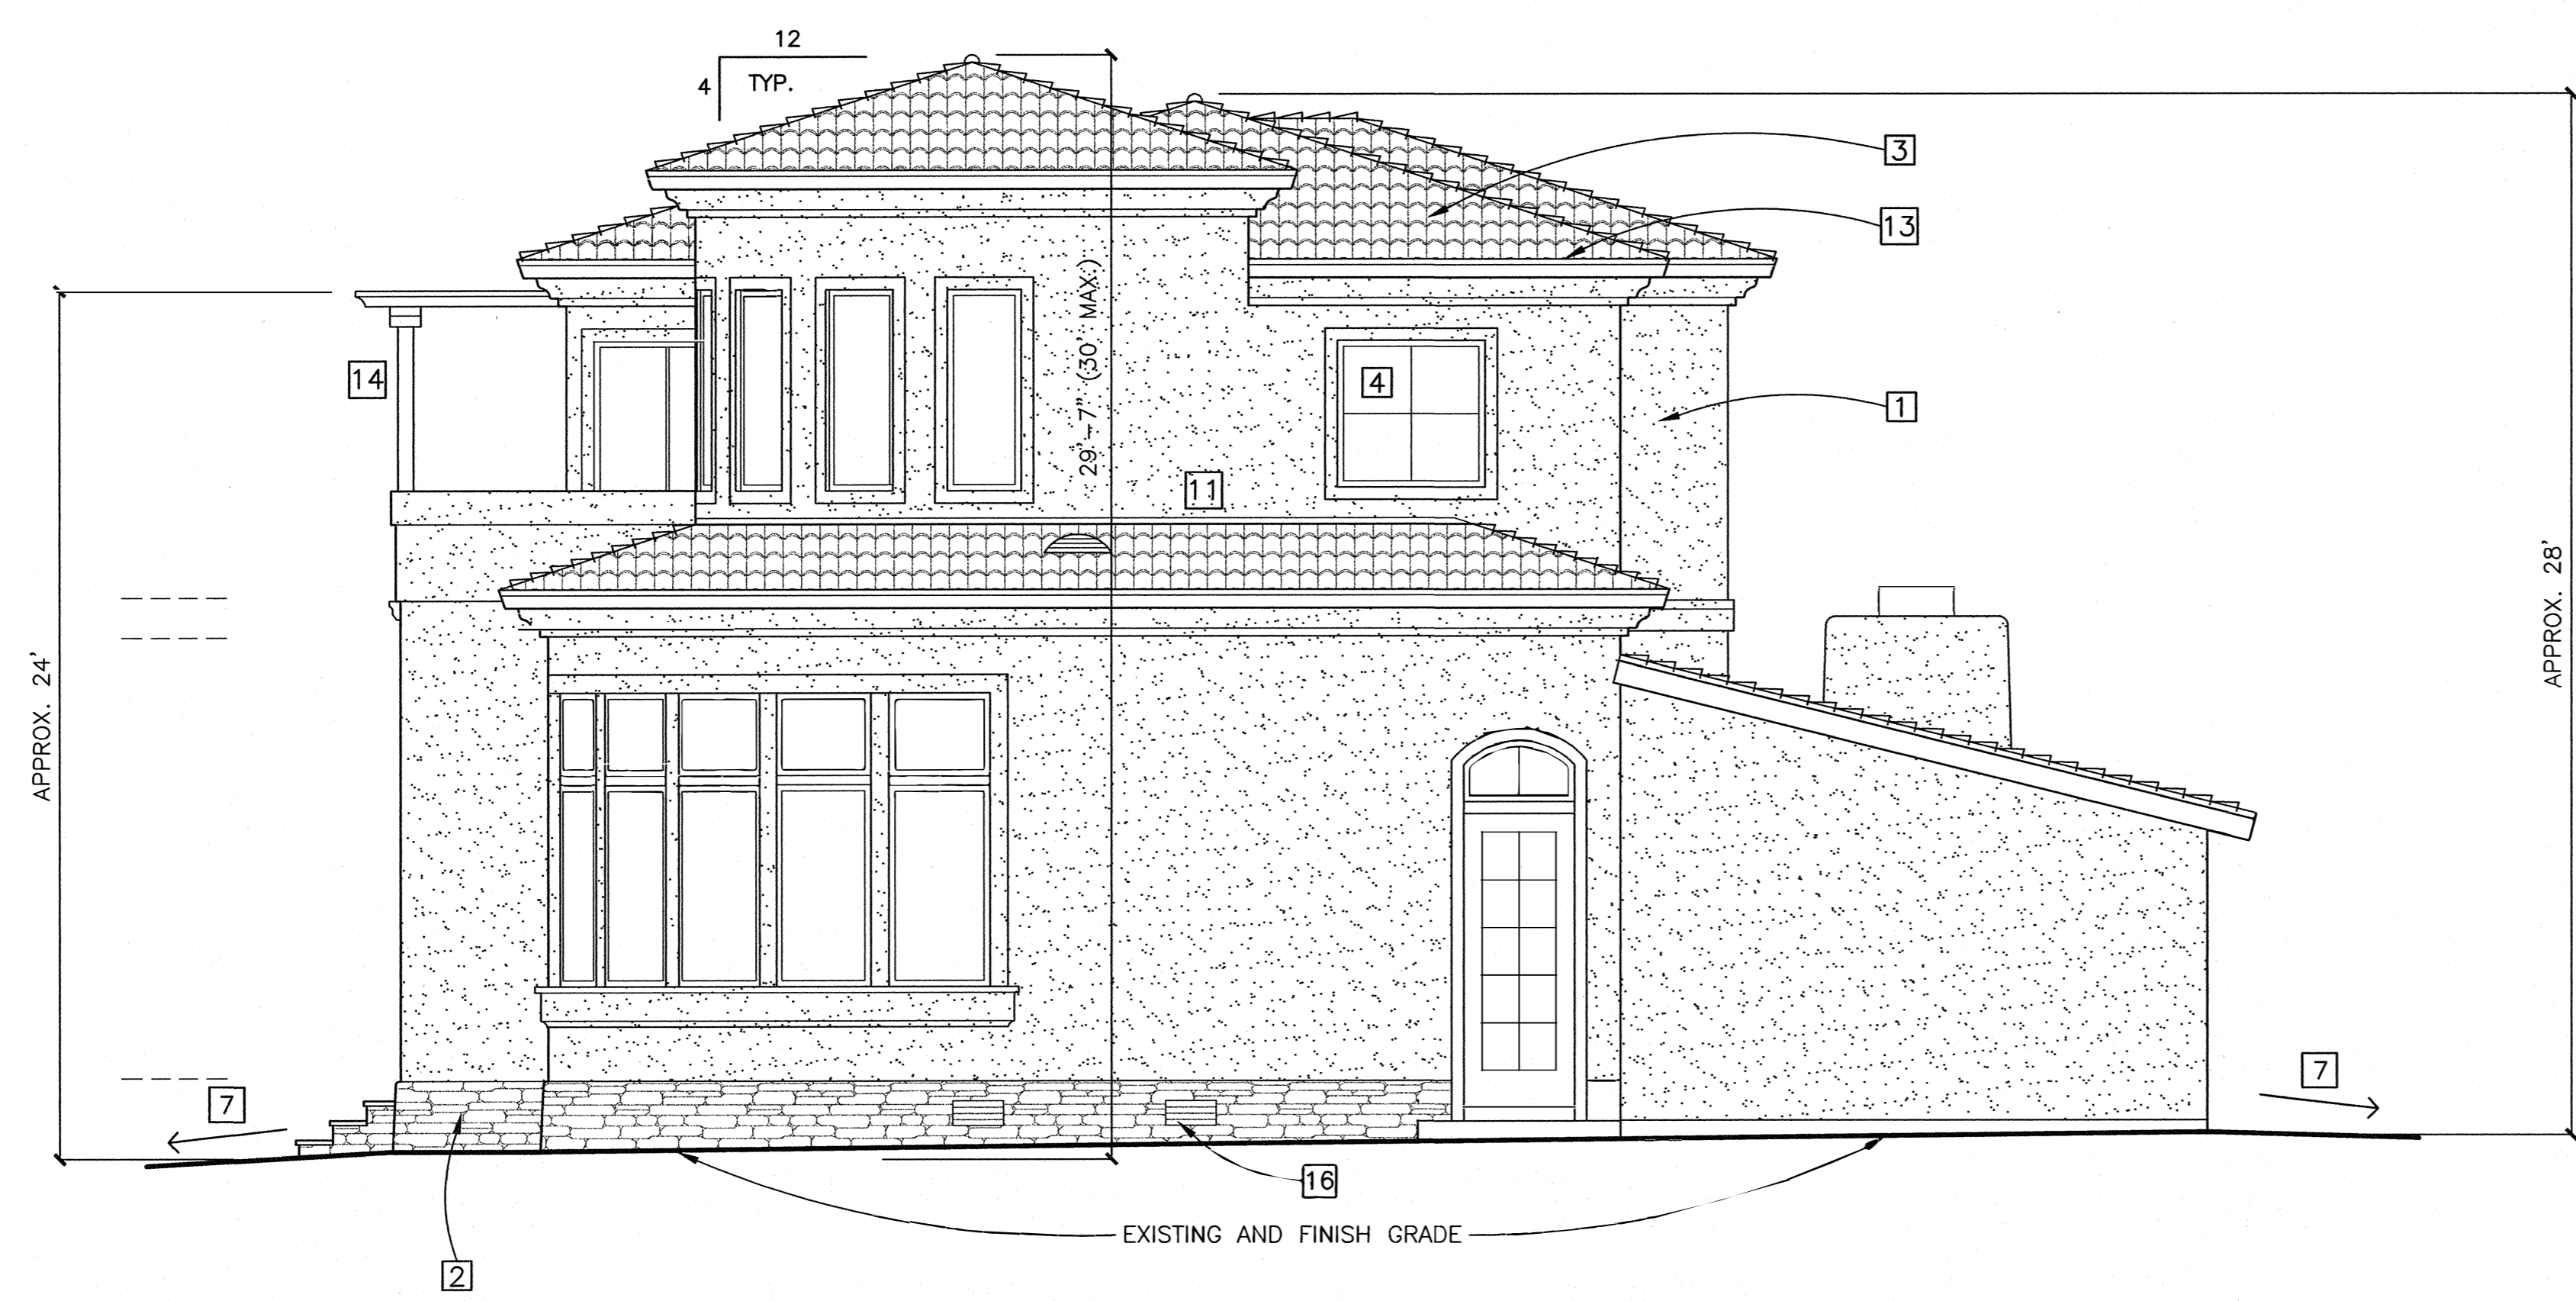 12
4
TYP.
3
13
14
4
1
29'-7" (30' MAX.)
11
APPROX. 24'
APPROX. 28'
7
7
16
EXISTING AND FINISH GRADE
2